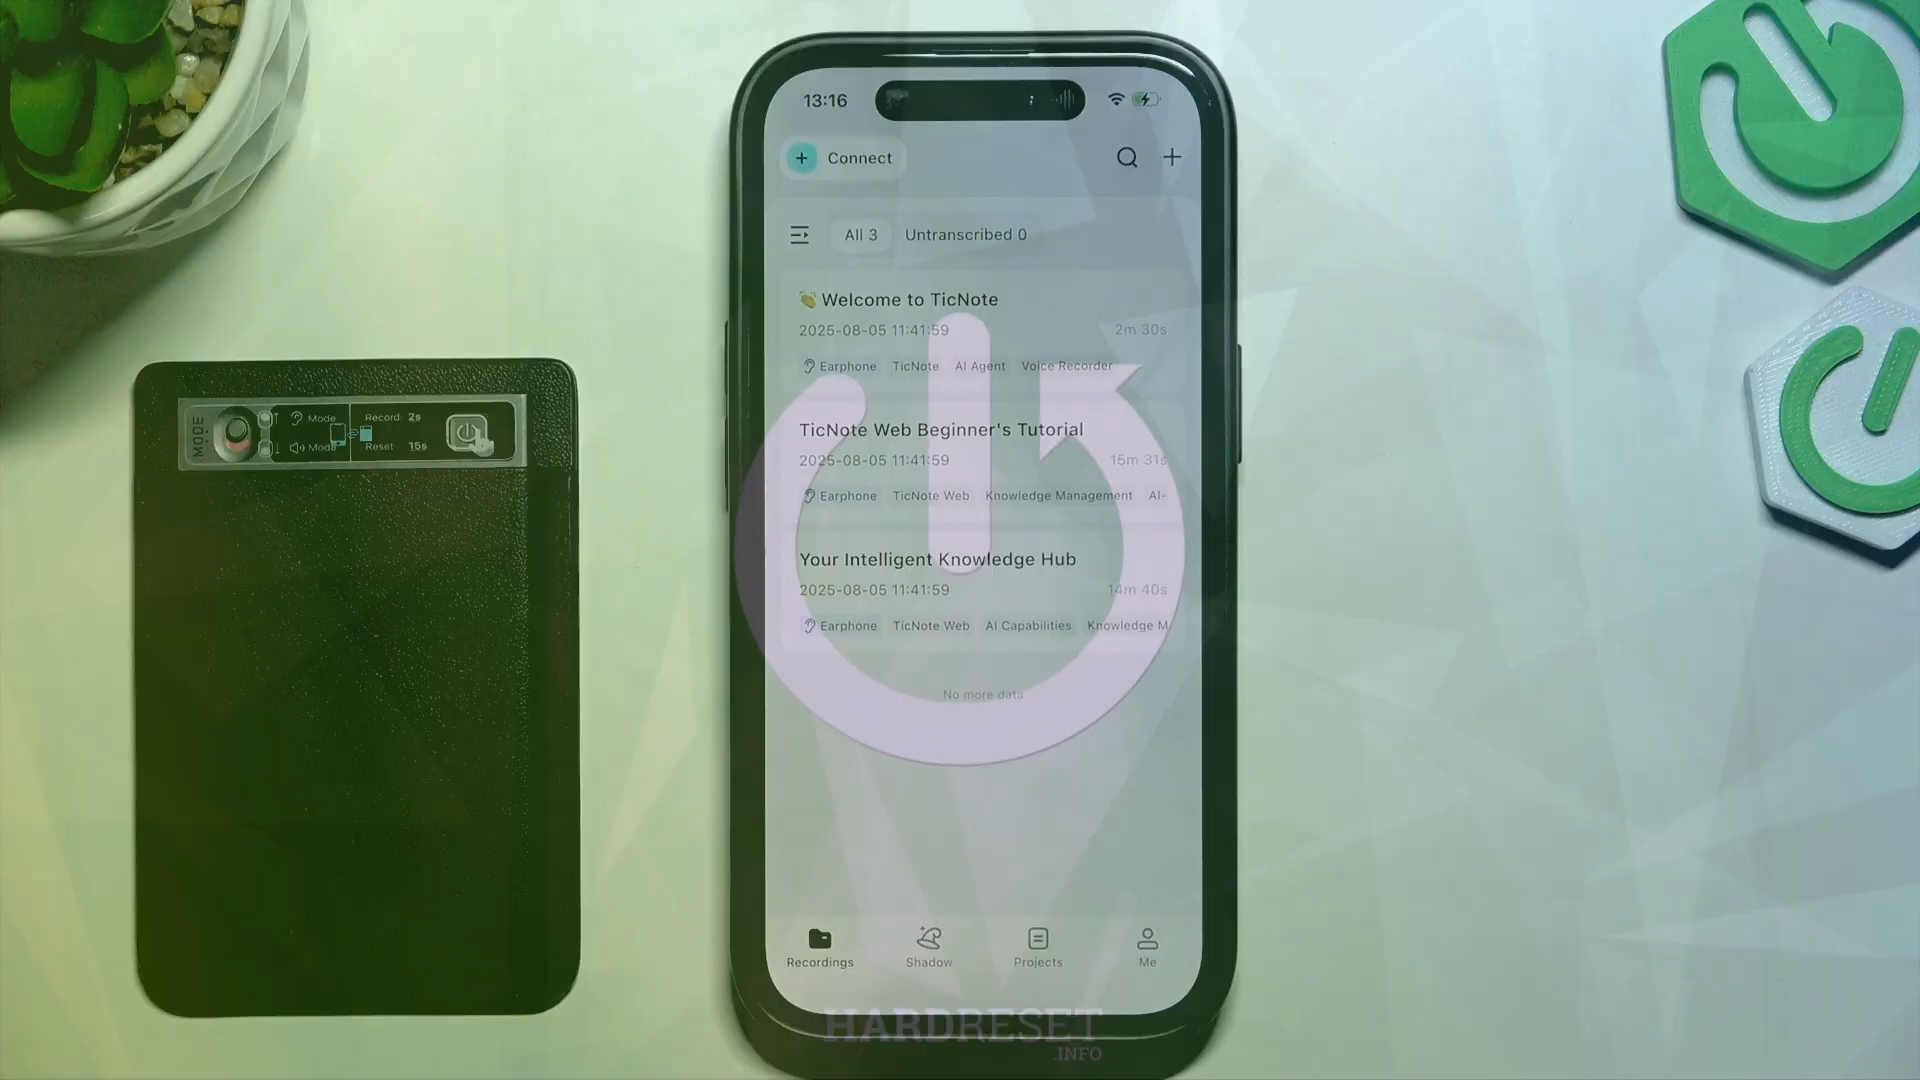 13:16
Connect
All 3
Untranscribed 0
👏 Welcome to TicNote
2025-08-05 11:41:59
2m 30s
Earphone TicNote AI Agent Voice Recorder
TicNote Web Beginner's Tutorial
2025-08-05 11:41:59
15m 31s
Earphone TicNote Web Knowledge Management AI-
Your Intelligent Knowledge Hub
2025-08-05 11:41:59
14m 40s
Earphone TicNote Web AI Capabilities Knowledge M
No more data
Recordings Shadow Projects Me
MODE
Mode Record: 2s
Mode Reset 15s
HARDRESET
.INFO